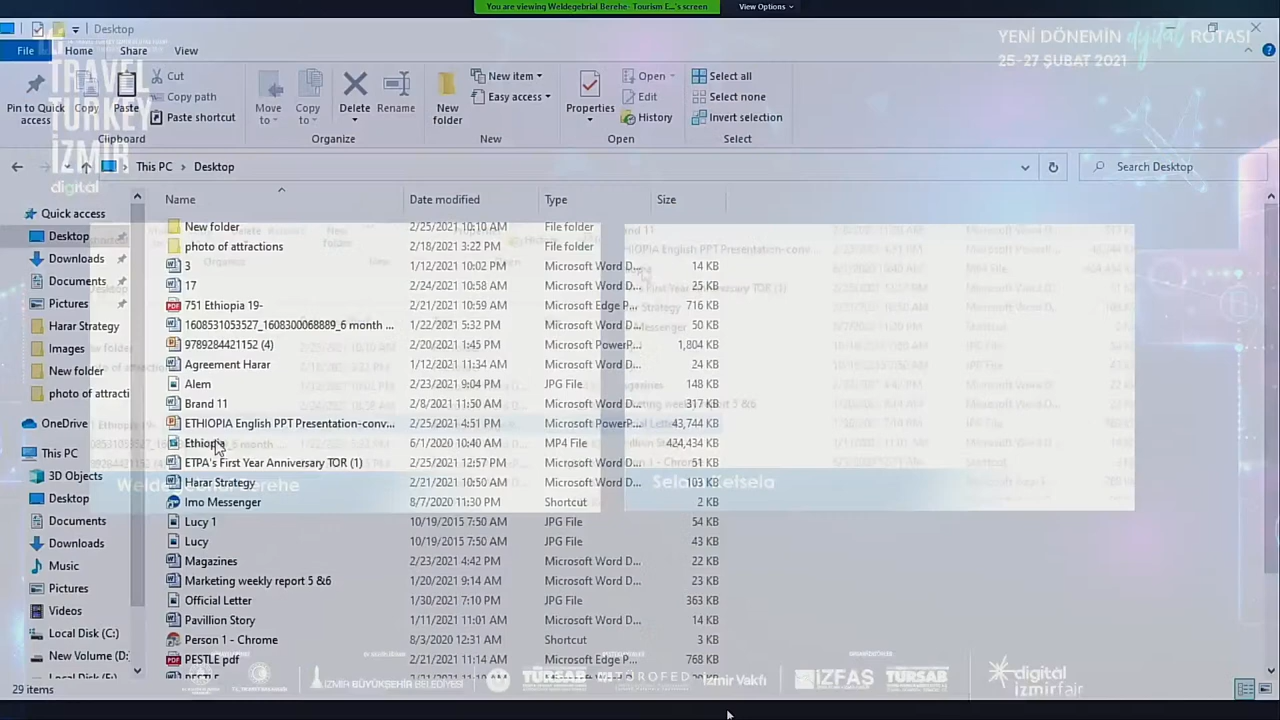 You are viewing Weldegebrial Berehe- Tourism E...'s screen
View Options
Desktop
File
Home
Share
View
YENİ DÖNEMİN digital ROTASI
25-27 ŞUBAT 2021
TRAVEL
TURKEY
İZMİR
digital
Pin to Quick
access
Copy
Paste
Cut
Copy path
Paste shortcut
Clipboard
Move
to
Copy
to
Delete
Rename
Organize
New
folder
New item
Easy access
New
Properties
Open
Edit
History
Open
Select all
Select none
Invert selection
Select
This PC
Desktop
Search Desktop
Name
Date modified
Type
Size
Quick access
Desktop
Downloads
Documents
Pictures
Harar Strategy
Images
New folder
photo of attracti
OneDrive
This PC
3D Objects
Desktop
Documents
Downloads
Music
Pictures
Videos
Local Disk (C:)
New Volume (D:
New folder 2/25/2021 10:10 AM File folder
photo of attractions 2/18/2021 3:22 PM File folder
3 1/12/2021 10:02 PM Microsoft Word D... 14 KB
17 2/24/2021 10:58 AM Microsoft Word D... 25 KB
751 Ethiopia 19- 2/21/2021 10:59 AM Microsoft Edge P... 716 KB
1608531053527_1608300068889_6 month ... 1/22/2021 5:32 PM Microsoft Word D... 50 KB
9789284421152 (4) 2/20/2021 1:45 PM Microsoft PowerP... 1,804 KB
Agreement Harar 1/12/2021 11:34 AM Microsoft Word D... 24 KB
Alem 2/23/2021 9:04 PM JPG File 148 KB
Brand 11 2/8/2021 11:50 AM Microsoft Word D... 317 KB
ETHIOPIA English PPT Presentation-conv... 2/25/2021 4:51 PM Microsoft PowerP... 43,744 KB
Ethiopia 6/1/2020 10:40 AM MP4 File 424,434 KB
ETPA's First Year Anniversary TOR (1) 2/25/2021 12:57 PM Microsoft Word D... 51 KB
Harar Strategy 2/21/2021 10:50 AM Microsoft Word D... 103 KB
Imo Messenger 8/7/2020 11:30 PM Shortcut 2 KB
Lucy 1 10/19/2015 7:50 AM JPG File 54 KB
Lucy 10/19/2015 7:50 AM JPG File 43 KB
Magazines 2/23/2021 4:42 PM Microsoft Word D... 22 KB
Marketing weekly report 5 &6 1/20/2021 9:14 AM Microsoft Word D... 23 KB
Official Letter 1/30/2021 7:10 PM JPG File 363 KB
Pavillion Story 1/11/2021 11:01 AM Microsoft Word D... 14 KB
Person 1 - Chrome 8/3/2020 12:31 AM Shortcut 3 KB
PESTLE pdf 2/21/2021 11:14 AM Microsoft Edge P... 768 KB
Weldegebrial Berehe
29 items
İZMİR BÜYÜKŞEHİR BELEDİYESİ
TÜRSAB
İzmir Vakfı
İZFAŞ
TÜRSAB
digital
izmir fair